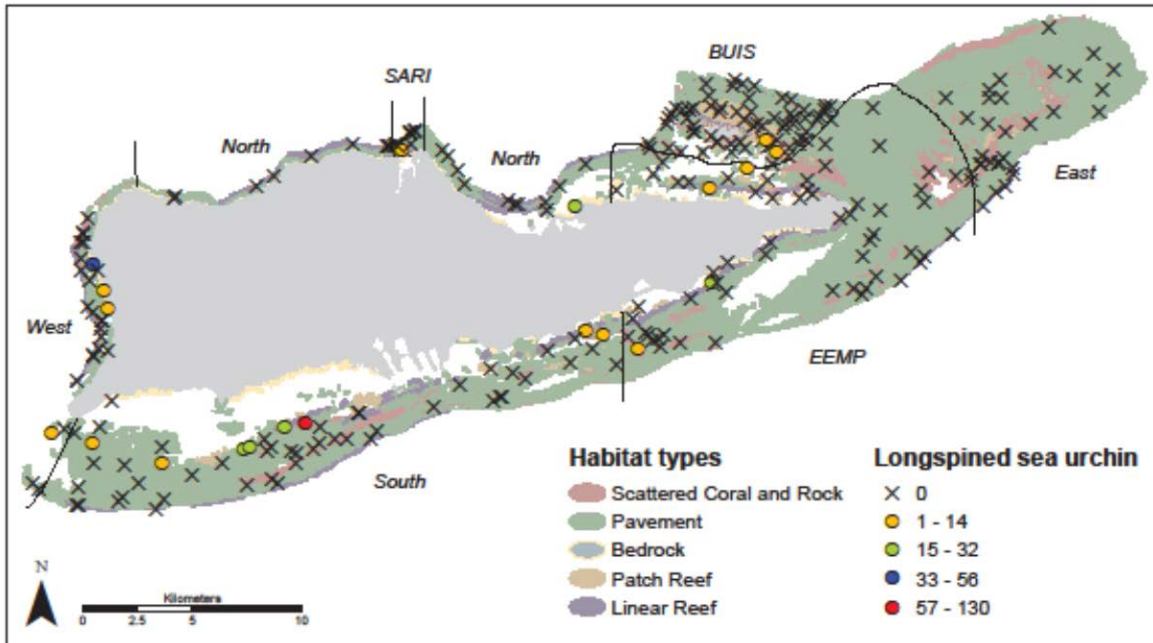 BUIS
SARI
North
North
East
West
EEMP
South
Habitat types
Scattered Coral and Rock
Pavement
Bedrock
Patch Reef
Linear Reef
Longspined sea urchin
0
1 - 14
15 - 32
33 - 56
57 - 130
N
Kilometers
0 2.5 5 10